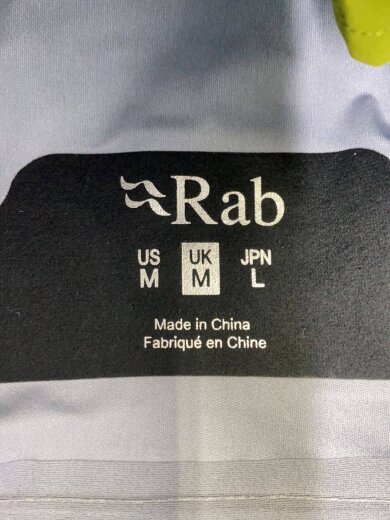 Rab
US UK JPN
M M L
Made in China
Fabriqué en Chine